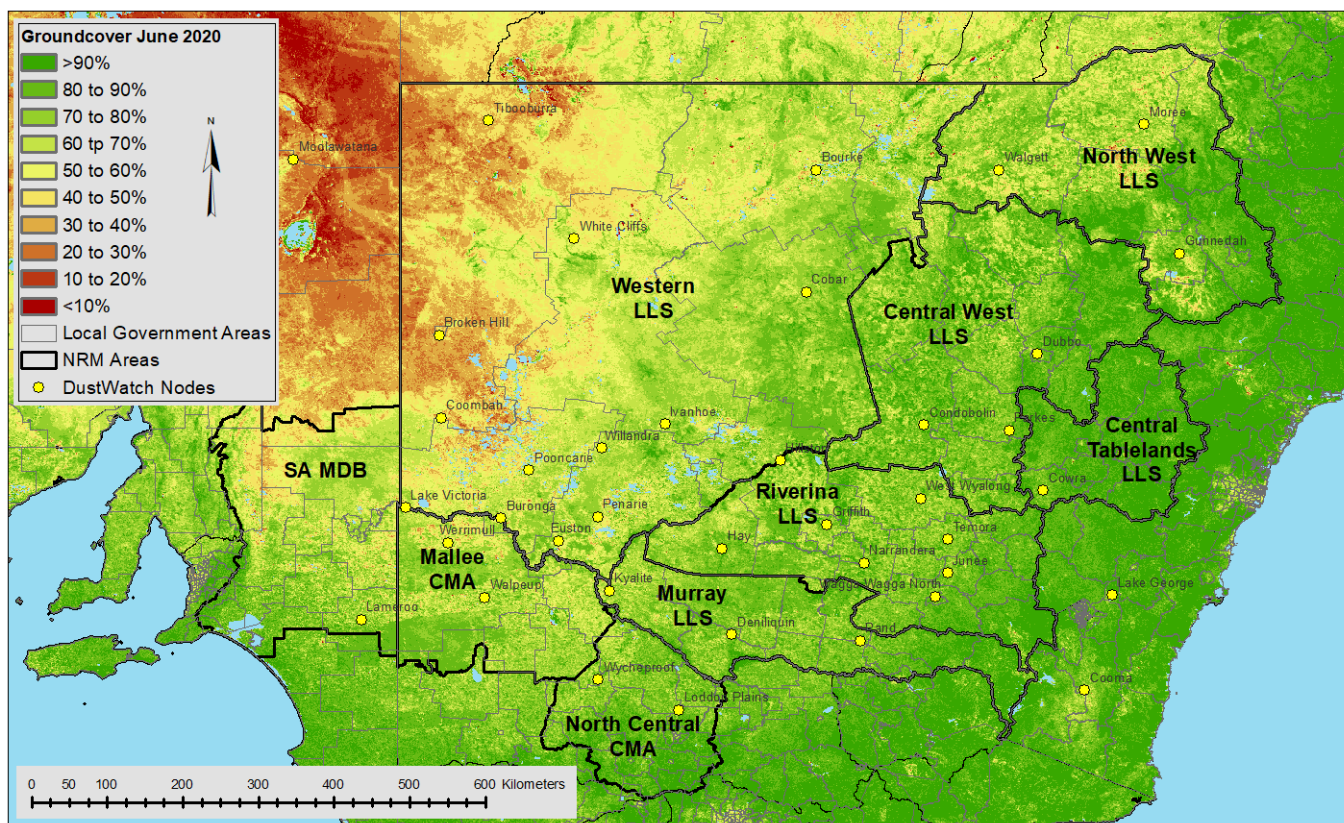 Groundcover June 2020
>90%
80 to 90%
70 to 80%
60 tp 70%
50 to 60%
40 to 50%
30 to 40%
20 to 30%
10 to 20%
<10%
Local Government Areas
NRM Areas
DustWatch Nodes
N
Tibooburra
Moolawatana
Moree
Bourke
Walgett
North West
LLS
White Cliffs
Gunnedah
Western
LLS
Cobar
Central West
LLS
Broken Hill
Dubbo
Coombah
Ivanhoe
Condobolin
Parkes
Central
Tablelands
LLS
Willandra
SA MDB
Pooncarie
Hillston
Riverina
LLS
West Wyalong
Cowra
Lake Victoria
Buronga
Penarie
Griffith
Werrimull
Euston
Hay
Temora
Mallee
CMA
Narrandera
Junee
Walpeup
Kyalite
Murray
LLS
Wagga Wagga North
Lake George
Lameroo
Deniliquin
Rand
Wycheproof
Cooma
Loddon Plains
North Central
CMA
0 50 100 200 300 400 500 600 Kilometers